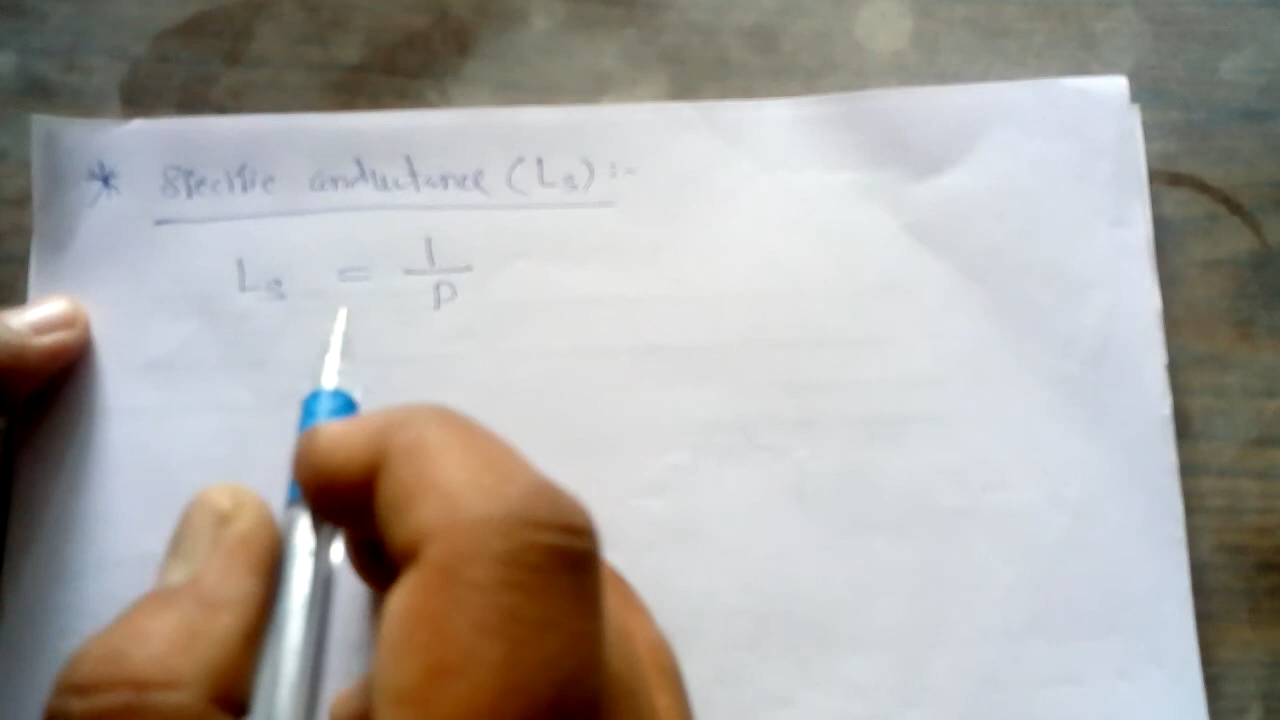 * Specific conductance (Ls) :-
Ls = 1/ρ